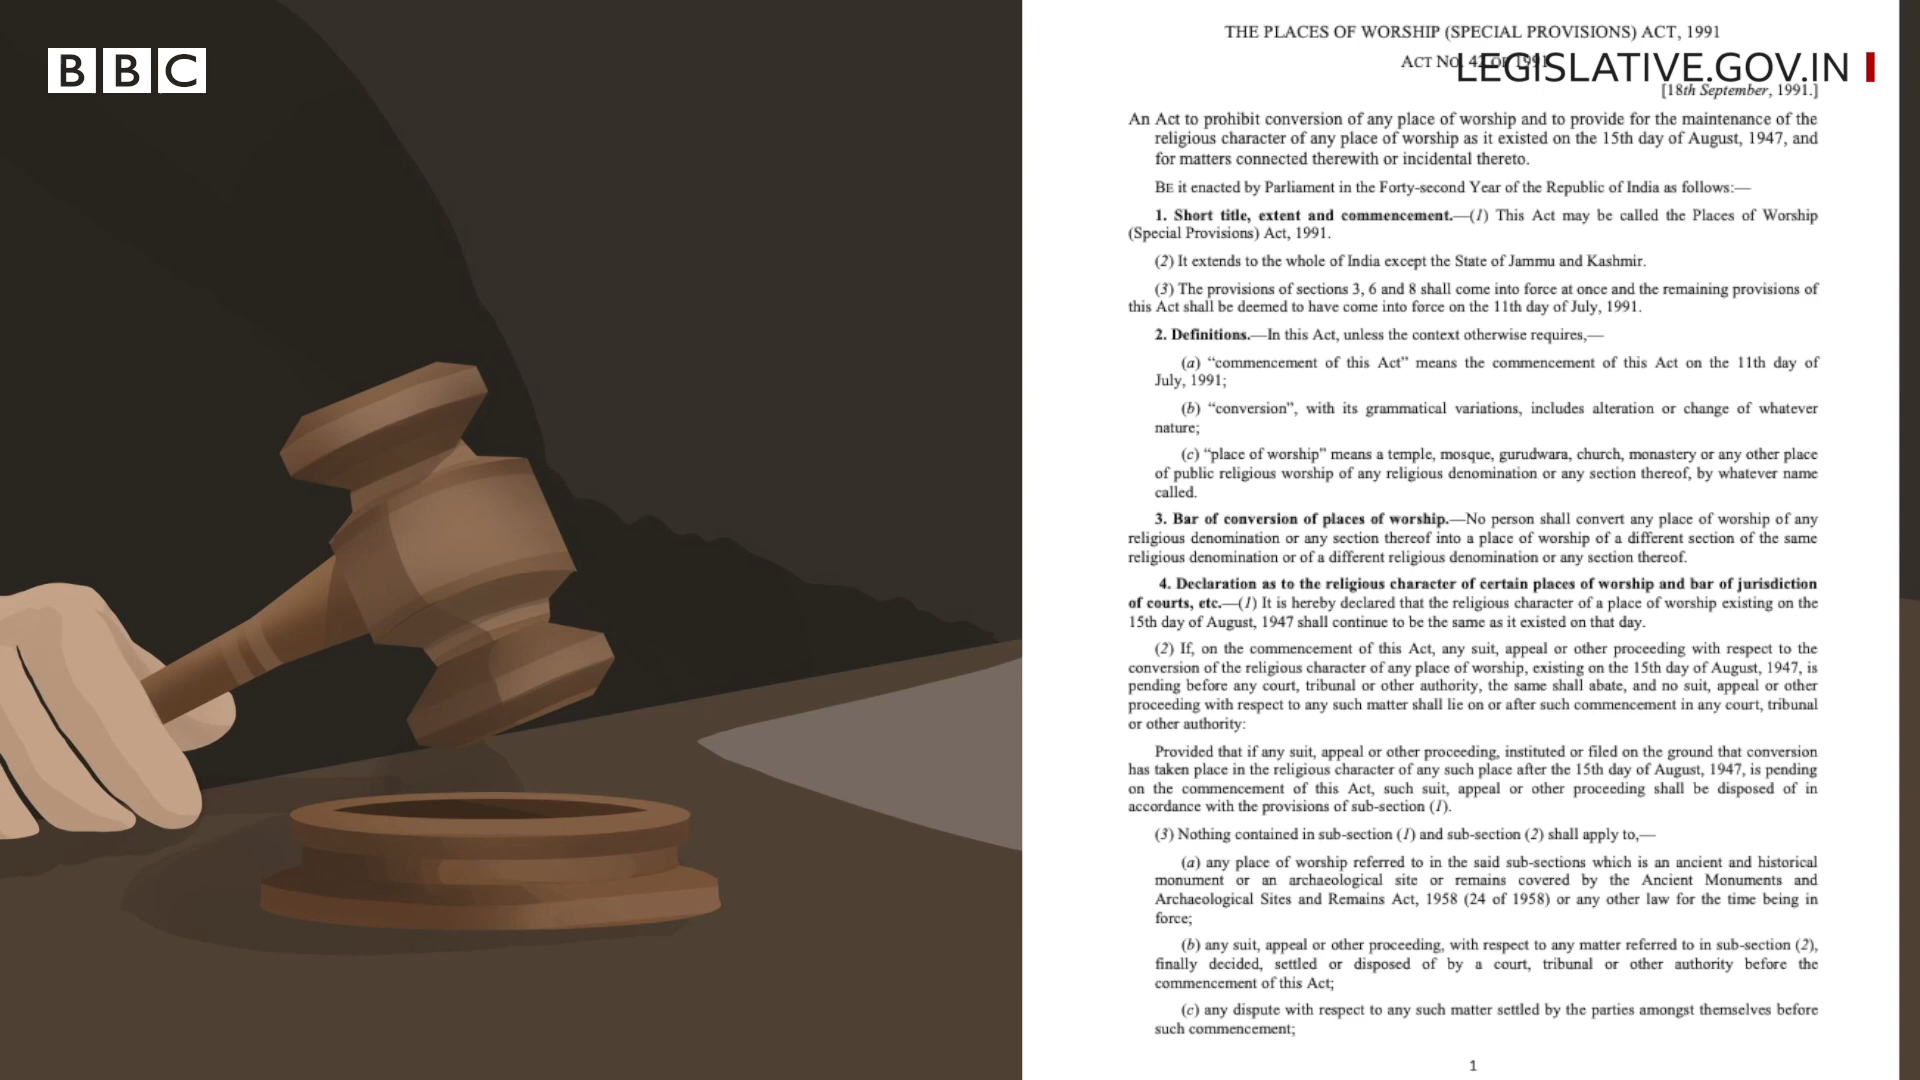 BBC
THE PLACES OF WORSHIP (SPECIAL PROVISIONS) ACT, 1991
ACT No. 42 OF 1991
LEGISLATIVE.GOV.IN
[18th September, 1991.]
An Act to prohibit conversion of any place of worship and to provide for the maintenance of the
religious character of any place of worship as it existed on the 15th day of August, 1947, and
for matters connected therewith or incidental thereto.
BE it enacted by Parliament in the Forty-second Year of the Republic of India as follows:—
1. Short title, extent and commencement.—(1) This Act may be called the Places of Worship
(Special Provisions) Act, 1991.
(2) It extends to the whole of India except the State of Jammu and Kashmir.
(3) The provisions of sections 3, 6 and 8 shall come into force at once and the remaining provisions of
this Act shall be deemed to have come into force on the 11th day of July, 1991.
2. Definitions.—In this Act, unless the context otherwise requires,—
(a) “commencement of this Act” means the commencement of this Act on the 11th day of
July, 1991;
(b) “conversion”, with its grammatical variations, includes alteration or change of whatever
nature;
(c) “place of worship” means a temple, mosque, gurudwara, church, monastery or any other place
of public religious worship of any religious denomination or any section thereof, by whatever name
called.
3. Bar of conversion of places of worship.—No person shall convert any place of worship of any
religious denomination or any section thereof into a place of worship of a different section of the same
religious denomination or of a different religious denomination or any section thereof.
4. Declaration as to the religious character of certain places of worship and bar of jurisdiction
of courts, etc.—(1) It is hereby declared that the religious character of a place of worship existing on the
15th day of August, 1947 shall continue to be the same as it existed on that day.
(2) If, on the commencement of this Act, any suit, appeal or other proceeding with respect to the
conversion of the religious character of any place of worship, existing on the 15th day of August, 1947, is
pending before any court, tribunal or other authority, the same shall abate, and no suit, appeal or other
proceeding with respect to any such matter shall lie on or after such commencement in any court, tribunal
or other authority:
Provided that if any suit, appeal or other proceeding, instituted or filed on the ground that conversion
has taken place in the religious character of any such place after the 15th day of August, 1947, is pending
on the commencement of this Act, such suit, appeal or other proceeding shall be disposed of in
accordance with the provisions of sub-section (1).
(3) Nothing contained in sub-section (1) and sub-section (2) shall apply to,—
(a) any place of worship referred to in the said sub-sections which is an ancient and historical
monument or an archaeological site or remains covered by the Ancient Monuments and
Archaeological Sites and Remains Act, 1958 (24 of 1958) or any other law for the time being in
force;
(b) any suit, appeal or other proceeding, with respect to any matter referred to in sub-section (2),
finally decided, settled or disposed of by a court, tribunal or other authority before the
commencement of this Act;
(c) any dispute with respect to any such matter settled by the parties amongst themselves before
such commencement;
1